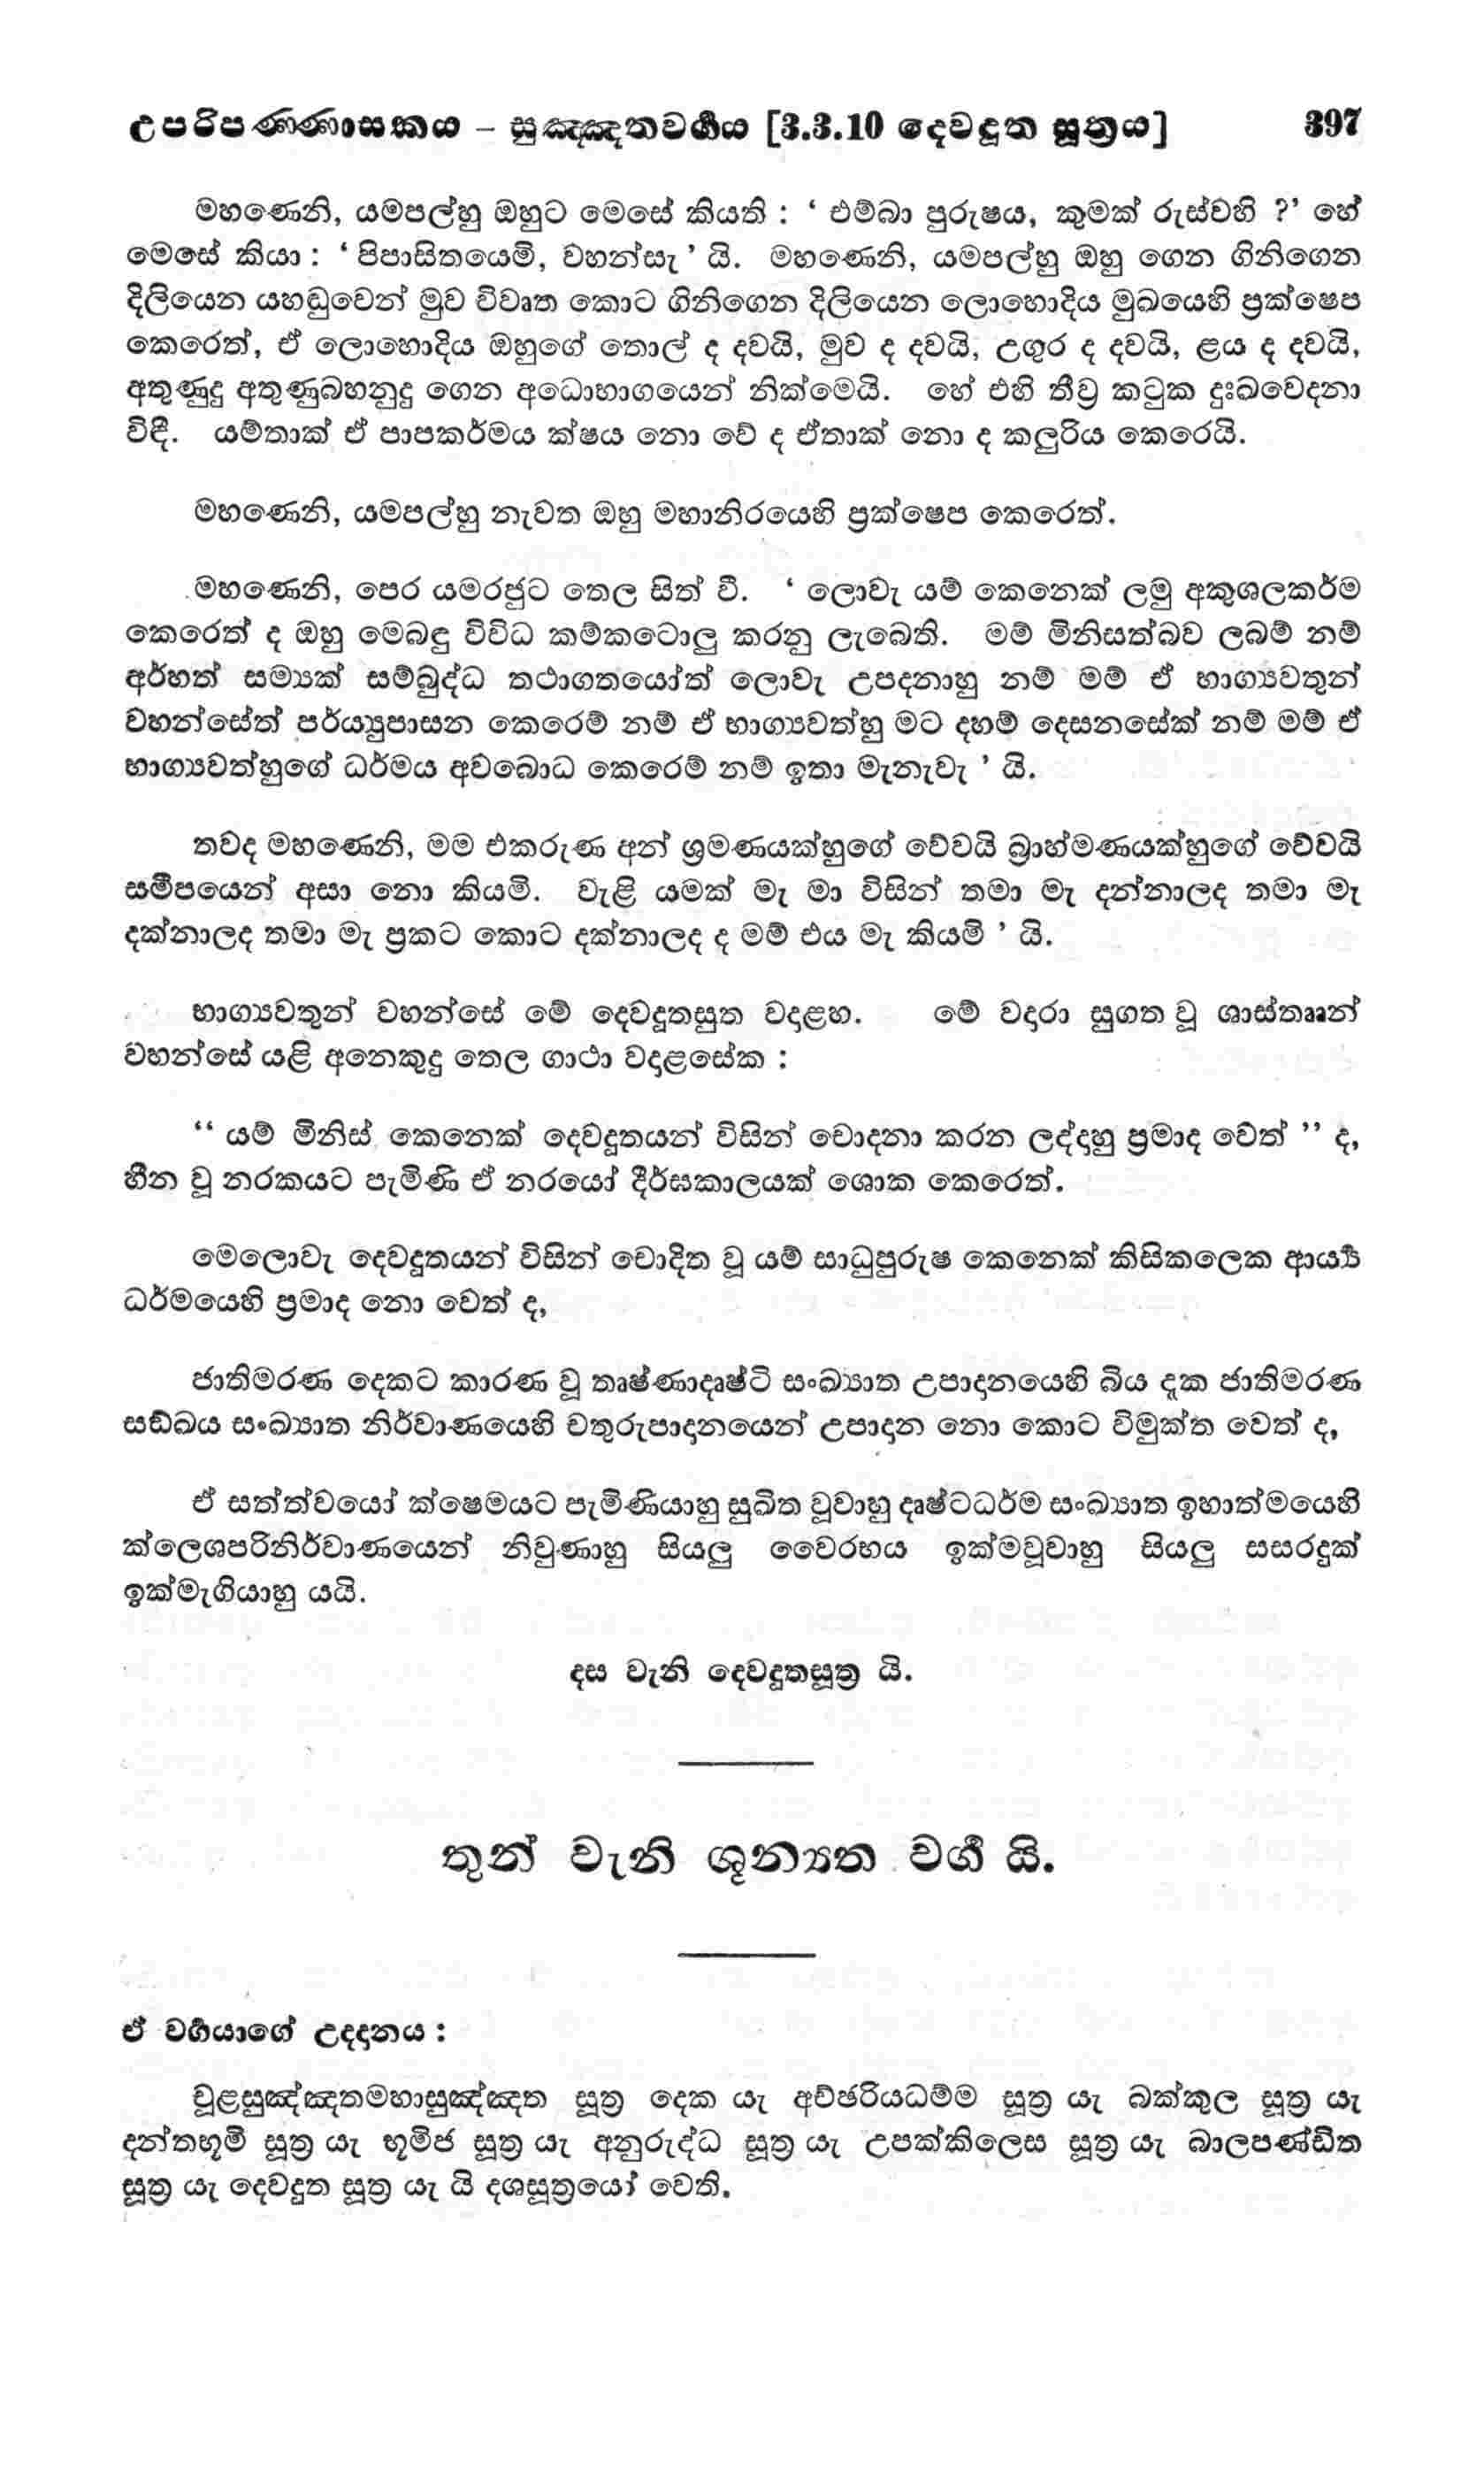 උපරිපණ්ණාසකය – සුඤ්ඤතවර්‍ගය [3.3.10 දෙවදූත සූත්‍රය] 397
මහණෙනි, යමපල්හු ඔහුට මෙසේ කියති : ‘ එම්බා පුරුෂය, කුමක් රුස්වහි ?’ හේ
මෙසේ කියා : ‘ පිපාසිතයෙමි, වහන්සැ ’ යි. මහණෙනි, යමපල්හු ඔහු ගෙන ගිනිගෙන
දිලියෙන යහඬුවෙන් මුව විවෘත කොට ගිනිගෙන දිලියෙන ලොහොදිය මුඛයෙහි ප්‍රක්ෂෙප
කෙරෙත්, ඒ ලොහොදිය ඔහුගේ තොල් ද දවයි, මුව ද දවයි, උගුර ද දවයි, ළය ද දවයි,
අතුණුදු අතුණුබහනුදු ගෙන අධොභාගයෙන් නික්මෙයි. හේ එහි තීව්‍ර කටුක දුඃඛවෙදනා
විඳී. යම්තාක් ඒ පාපකර්මය ක්ෂය නො වේ ද ඒතාක් නො ද කලුරිය කෙරෙයි.
මහණෙනි, යමපල්හු නැවත ඔහු මහානිරයෙහි ප්‍රක්ෂෙප කෙරෙත්.
මහණෙනි, පෙර යමරජුට තෙල සිත් වී. ‘ ලොවැ යම් කෙනෙක් ලමු අකුශලකර්ම
කෙරෙත් ද ඔහු මෙබඳු විවිධ කම්කටොලු කරනු ලැබෙති. මම් මිනිසත්බව ලබම් නම්
අර්හත් සම්‍යක් සම්බුද්ධ තථාගතයෝත් ලොවැ උපදනාහු නම් මම් ඒ භාග්‍යවතුන්
වහන්සේත් පර්ය්‍යුපාසන කෙරෙම් නම් ඒ භාග්‍යවත්හු මට දහම් දෙසනසේක් නම් මම් ඒ
භාග්‍යවත්හුගේ ධර්මය අවබොධ කෙරෙම් නම් ඉතා මැනැවැ ’ යි.
තවද මහණෙනි, මම එකරුණ අන් ශ්‍රමණයක්හුගේ වේවයි බ්‍රාහ්මණයක්හුගේ වේවයි
සමීපයෙන් අසා නො කියමි. වැළි යමක් මැ මා විසින් තමා මැ දන්නාලද තමා මැ
දක්නාලද තමා මැ ප්‍රකට කොට දක්නාලද ද මම් එය මැ කියමි ’ යි.
භාග්‍යවතුන් වහන්සේ මේ දෙවදූතසුත වදාළහ. මේ වදාරා සුගත වූ ශාස්තෲන්
වහන්සේ යළි අනෙකුදු තෙල ගාථා වදාළසේක :
“ යම් මිනිස් කෙනෙක් දෙවදූතයන් විසින් චොදනා කරන ලද්දාහු ප්‍රමාද වෙත් ” ද,
හීන වූ නරකයට පැමිණි ඒ නරයෝ දීර්ඝකාලයක් ශොක කෙරෙත්.
මෙලොවැ දෙවදූතයන් විසින් චොදිත වූ යම් සාධුපුරුෂ කෙනෙක් කිසිකලෙක ආර්‍ය්‍ය
ධර්මයෙහි ප්‍රමාද නො වෙත් ද,
ජාතිමරණ දෙකට කාරණ වූ තෘෂ්ණාදෘෂ්ටි සංඛ්‍යාත උපාදානයෙහි බිය දැක ජාතිමරණ
සඞ්ඛය සංඛ්‍යාත නිර්වාණයෙහි චතුරුපාදානයෙන් උපාදාන නො කොට විමුක්ත වෙත් ද,
ඒ සත්ත්වයෝ ක්ෂෙමයට පැමිණියාහු සුඛිත වූවාහු දෘෂ්ටධර්ම සංඛ්‍යාත ඉහාත්මයෙහි
ක්ලෙශපරිනිර්වාණයෙන් නිවුණාහු සියලු වෛරභය ඉක්මවූවාහු සියලු සසරදුක්
ඉක්මැගියාහු යයි.
දස වැනි දෙවදූතසූත්‍ර යි.
තුන් වැනි ශූන්‍යත වර්‍ග යි.
ඒ වර්‍ගයාගේ උද්දානය :
චූළසුඤ්ඤතමහාසුඤ්ඤත සූත්‍ර දෙක යැ අච්ඡරියධම්ම සූත්‍ර යැ බක්කුල සූත්‍ර යැ
දන්තභූමි සූත්‍ර යැ භූමිජ සූත්‍ර යැ අනුරුද්ධ සූත්‍ර යැ උපක්කිලෙස සූත්‍ර යැ බාලපණ්ඩිත
සූත්‍ර යැ දෙවදුත සූත්‍ර යැ යි දශසූත්‍රයෝ වෙති.